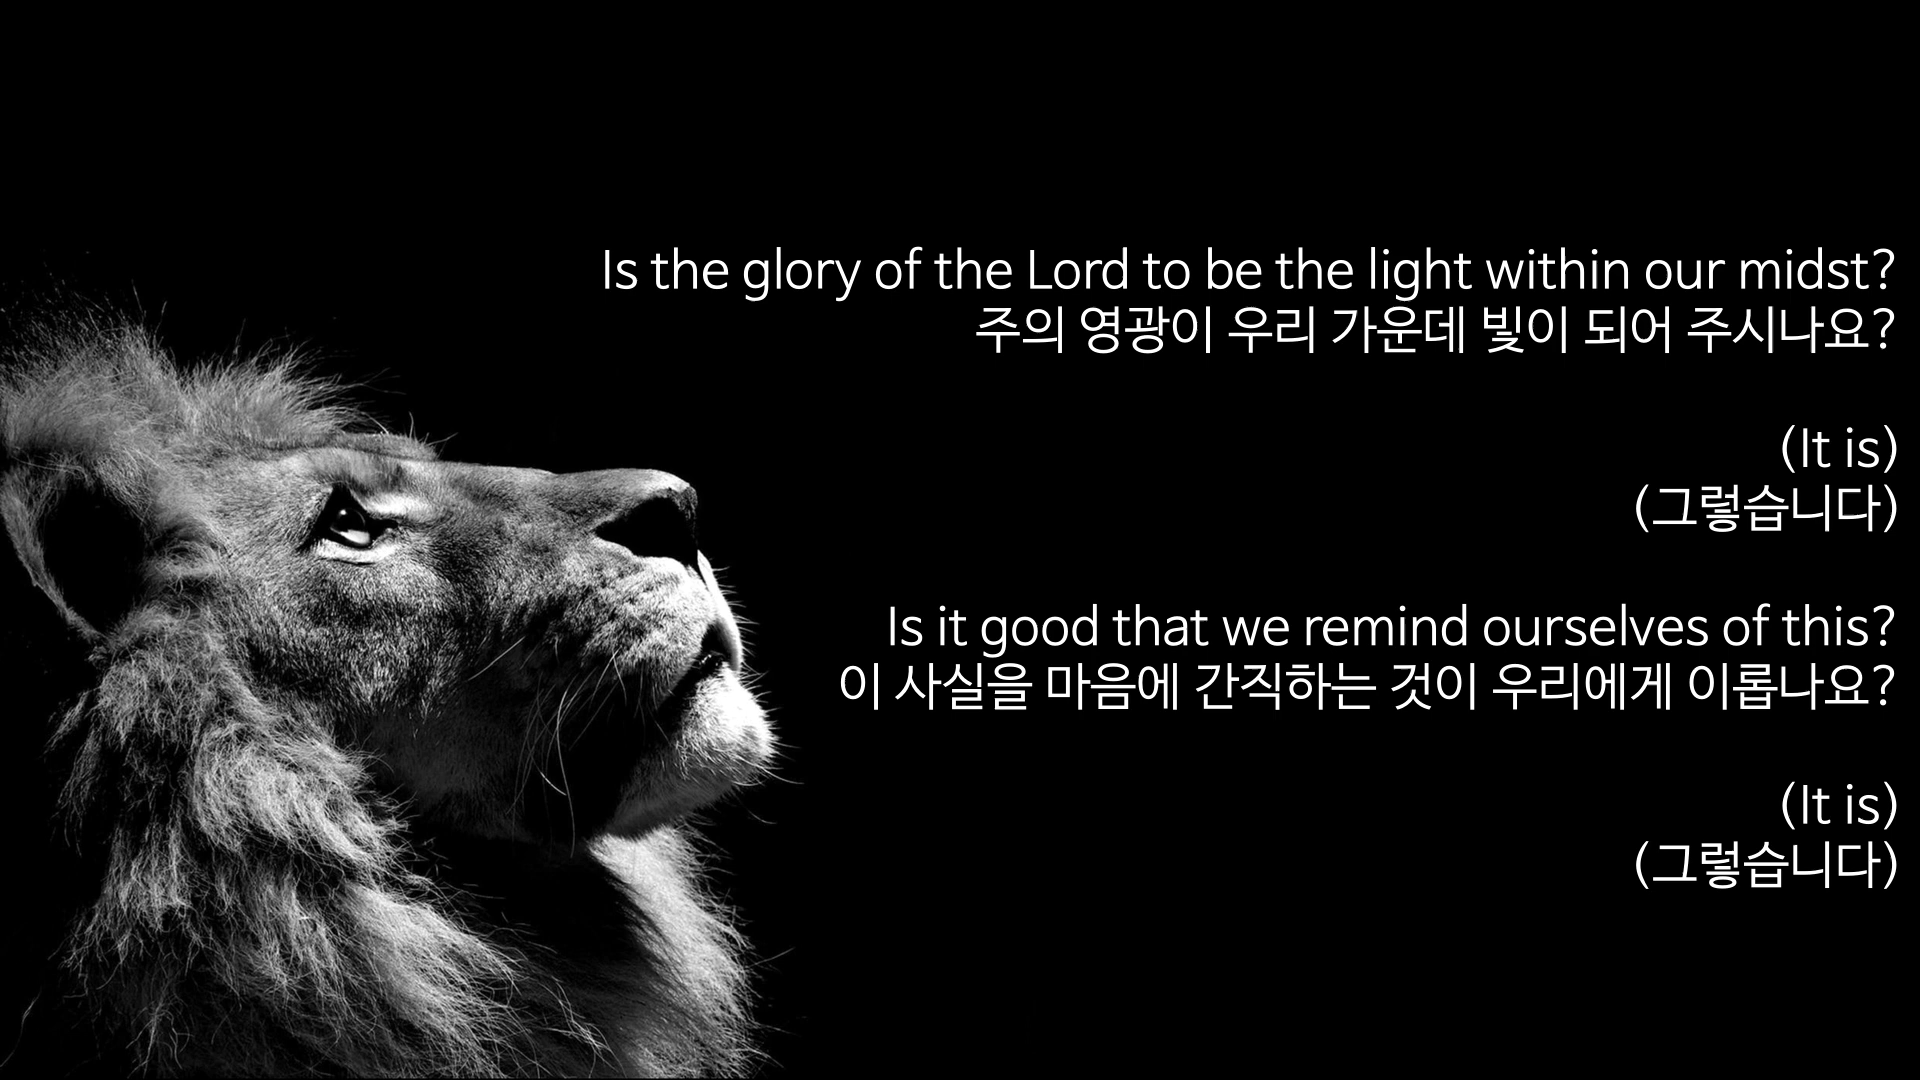 Is the glory of the Lord to be the light within our midst?
주의 영광이 우리 가운데 빛이 되어 주시나요?
(It is)
(그렇습니다)
Is it good that we remind ourselves of this?
이 사실을 마음에 간직하는 것이 우리에게 이롭나요?
(It is)
(그렇습니다)